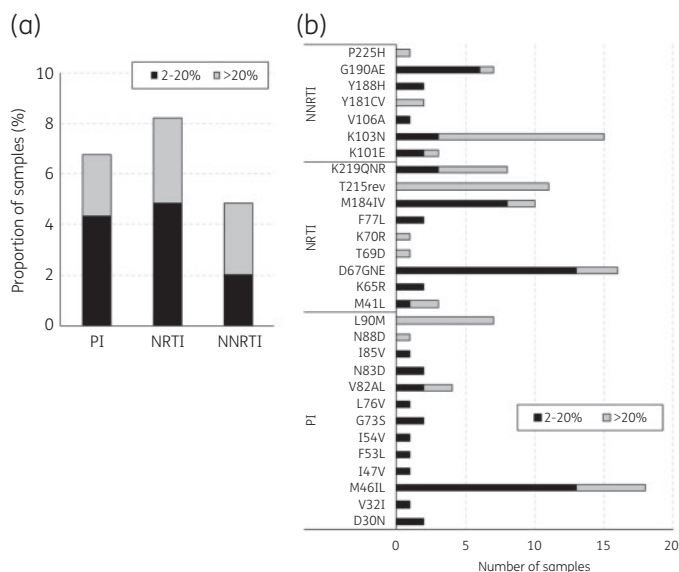 (a)
2-20% >20%
Proportion of samples (%)
10
8
6
4
2
0
PI NRTI NNRTI
(b)
NNRTI
P225H
G190AE
Y188H
Y181CV
V106A
K103N
K101E
NRTI
K219QNR
T215rev
M184IV
F77L
K70R
T69D
D67GNE
K65R
M41L
PI
L90M
N88D
I85V
N83D
V82AL
L76V
G73S
I54V
F53L
I47V
M46IL
V32I
D30N
2-20% >20%
0 5 10 15 20
Number of samples